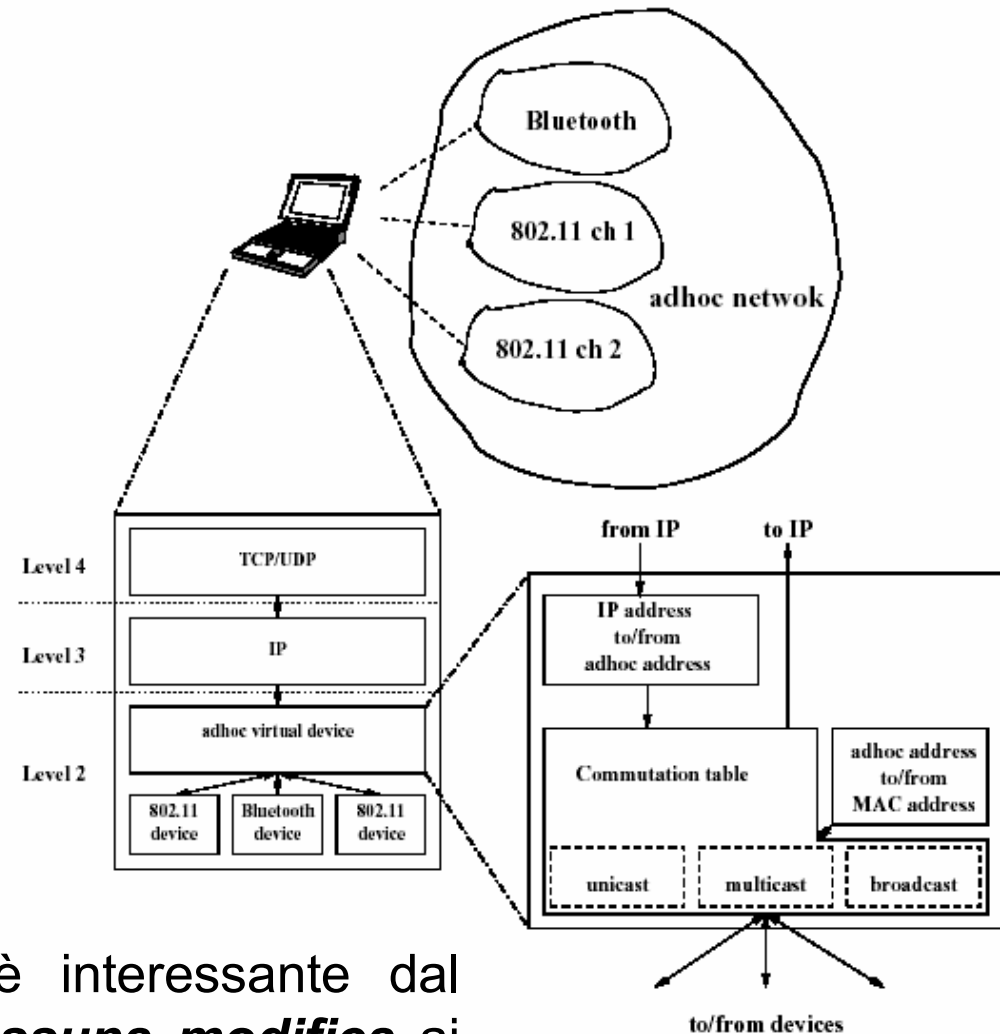 Bluetooth
802.11 ch 1
adhoc netwok
802.11 ch 2
Level 4
TCP/UDP
Level 3
IP
Level 2
adhoc virtual device
802.11
device
Bluetooth
device
802.11
device
from IP
to IP
IP address
to/from
adhoc address
Commutation table
adhoc address
to/from
MAC address
unicast
multicast
broadcast
to/from devices
è interessante dal
modifica ai